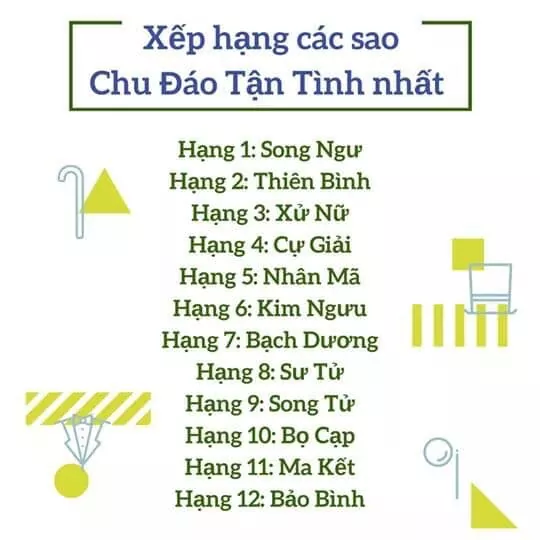 Xếp hạng các sao
Chu Đáo Tận Tình nhất
Hạng 1: Song Ngư
Hạng 2: Thiên Bình
Hạng 3: Xử Nữ
Hạng 4: Cự Giải
Hạng 5: Nhân Mã
Hạng 6: Kim Ngưu
Hạng 7: Bạch Dương
Hạng 8: Sư Tử
Hạng 9: Song Tử
Hạng 10: Bọ Cạp
Hạng 11: Ma Kết
Hạng 12: Bảo Bình